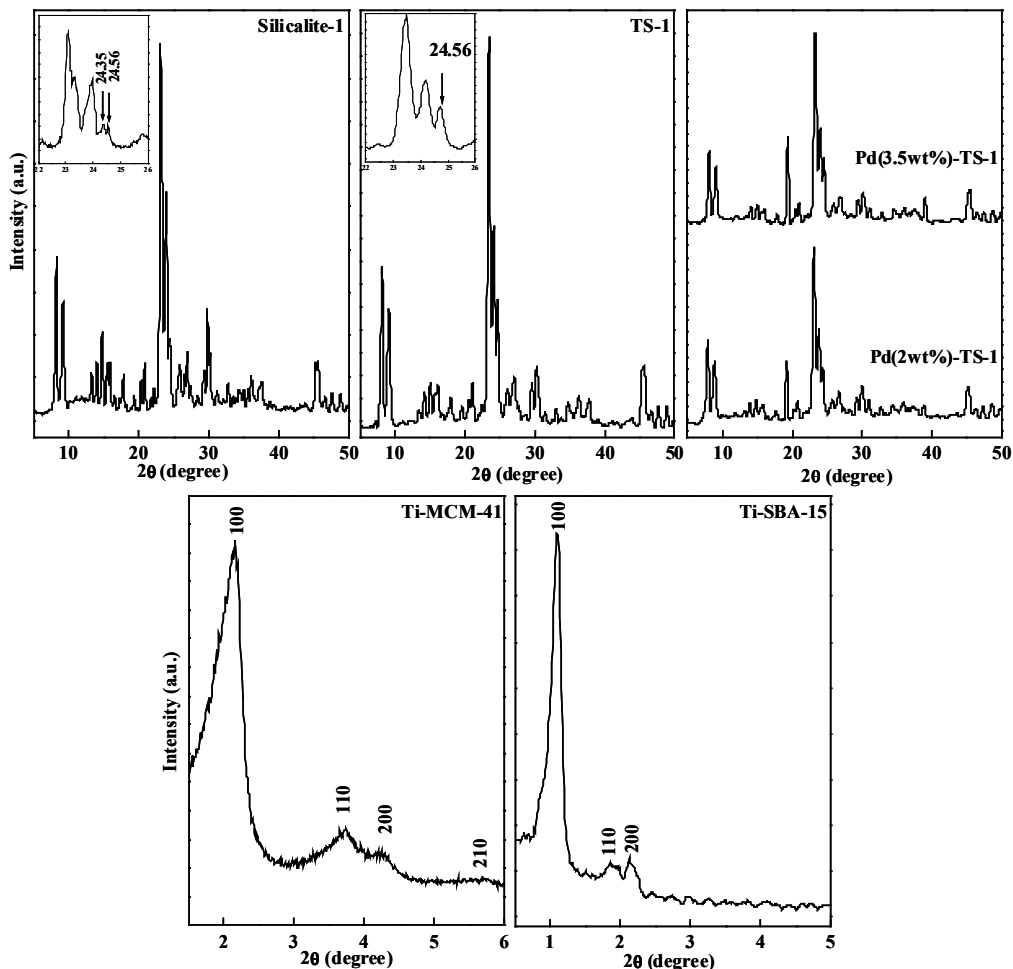 Silicalite-1
24.35
24.56
22 23 24 25 26
Intensity (a.u.)
10 20 30 40 50
2θ (degree)
TS-1
24.56
22 23 24 25 26
10 20 30 40 50
2θ (degree)
Pd(3.5wt%)-TS-1
Pd(2wt%)-TS-1
10 20 30 40 50
2θ (degree)
Ti-MCM-41
100
110
200
210
Intensity (a.u.)
2 3 4 5 6
2θ (degree)
Ti-SBA-15
100
110
200
1 2 3 4 5
2θ (degree)